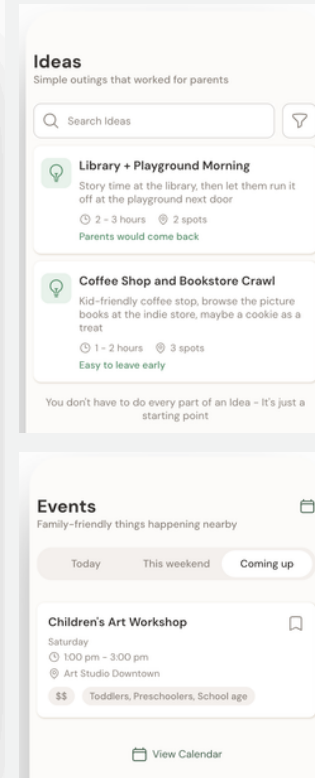 Ideas
Simple outings that worked for parents
Search Ideas
Library + Playground Morning
Story time at the library, then let them run it
off at the playground next door
2 - 3 hours 2 spots
Parents would come back
Coffee Shop and Bookstore Crawl
Kid-friendly coffee stop, browse the picture
books at the indie store, maybe a cookie as a
treat
1 - 2 hours 3 spots
Easy to leave early
You don't have to do every part of an Idea - It's just a
starting point
Events
Family-friendly things happening nearby
Today This weekend Coming up
Children's Art Workshop
Saturday
1:00 pm - 3:00 pm
Art Studio Downtown
$$ Toddlers, Preschoolers, School age
View Calendar